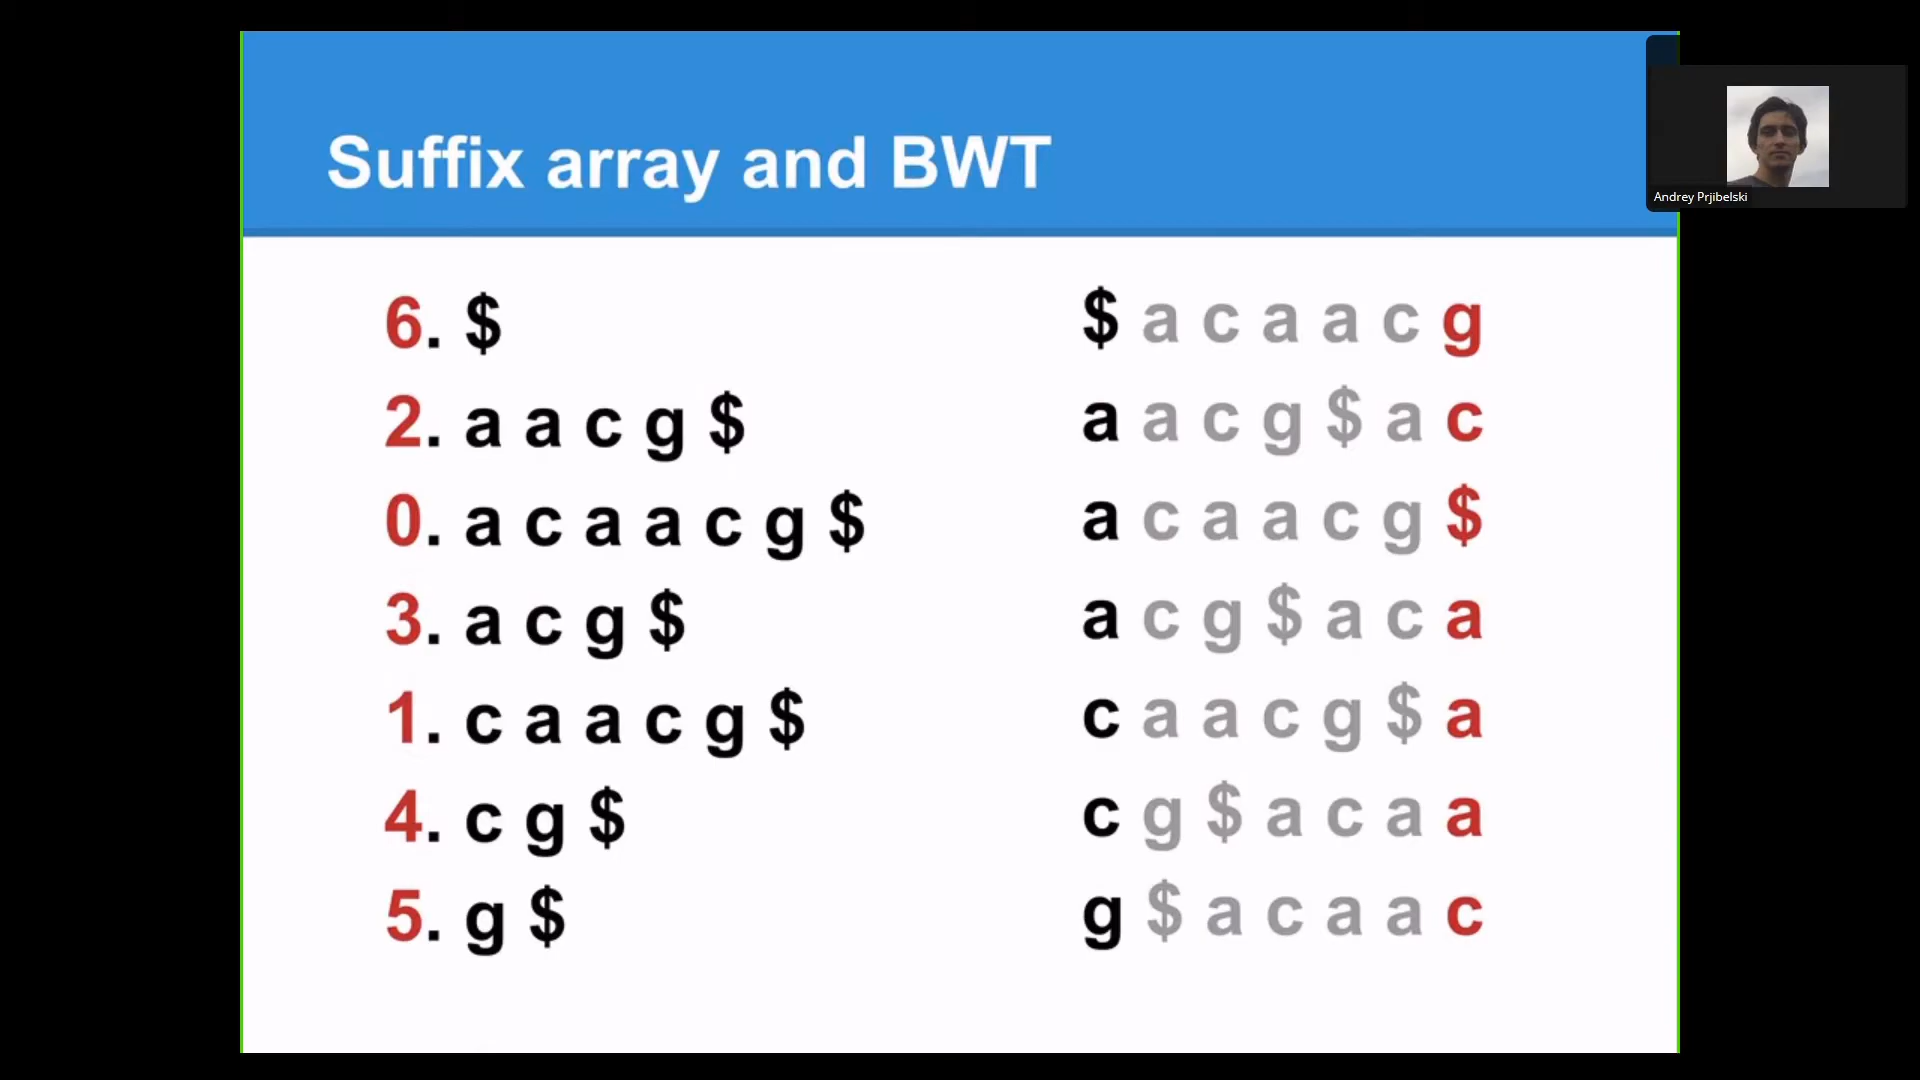 Suffix array and BWT
Andrey Prjibelski
6. $
$ a c a a c g
2. a a c g $
a a c g $ a c
0. a c a a c g $
a c a a c g $
3. a c g $
a c g $ a c a
1. c a a c g $
c a a c g $ a
4. c g $
c g $ a c a a
5. g $
g $ a c a a c